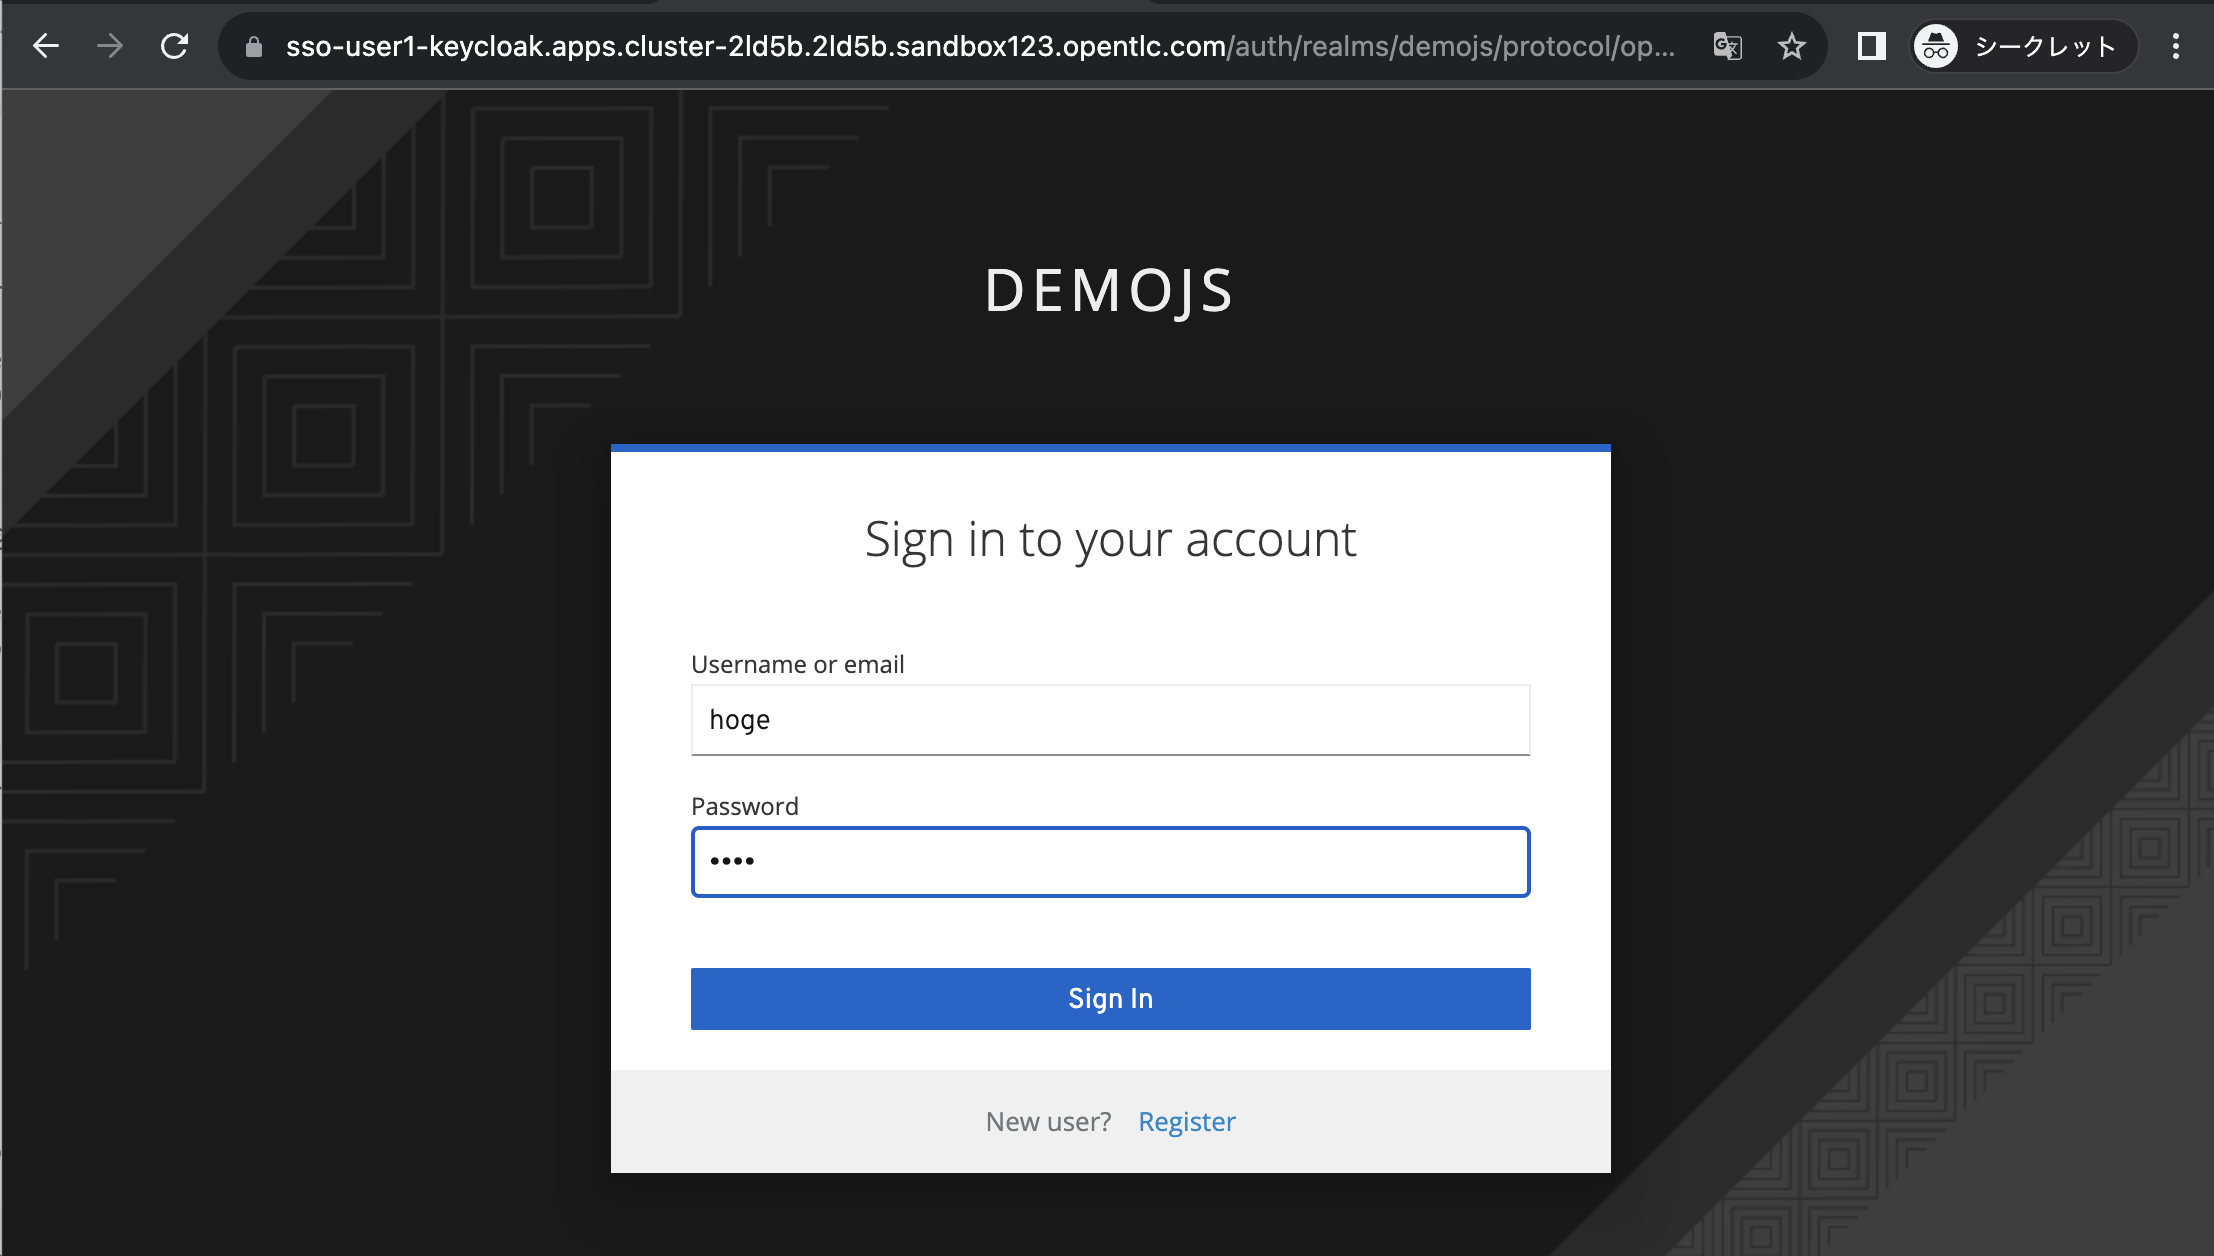 sso-user1-keycloak.apps.cluster-2ld5b.2ld5b.sandbox123.opentlc.com/auth/realms/demojs/protocol/op...
シークレット
DEMOJS
Sign in to your account
Username or email
hoge
Password
••••
Sign In
New user? Register